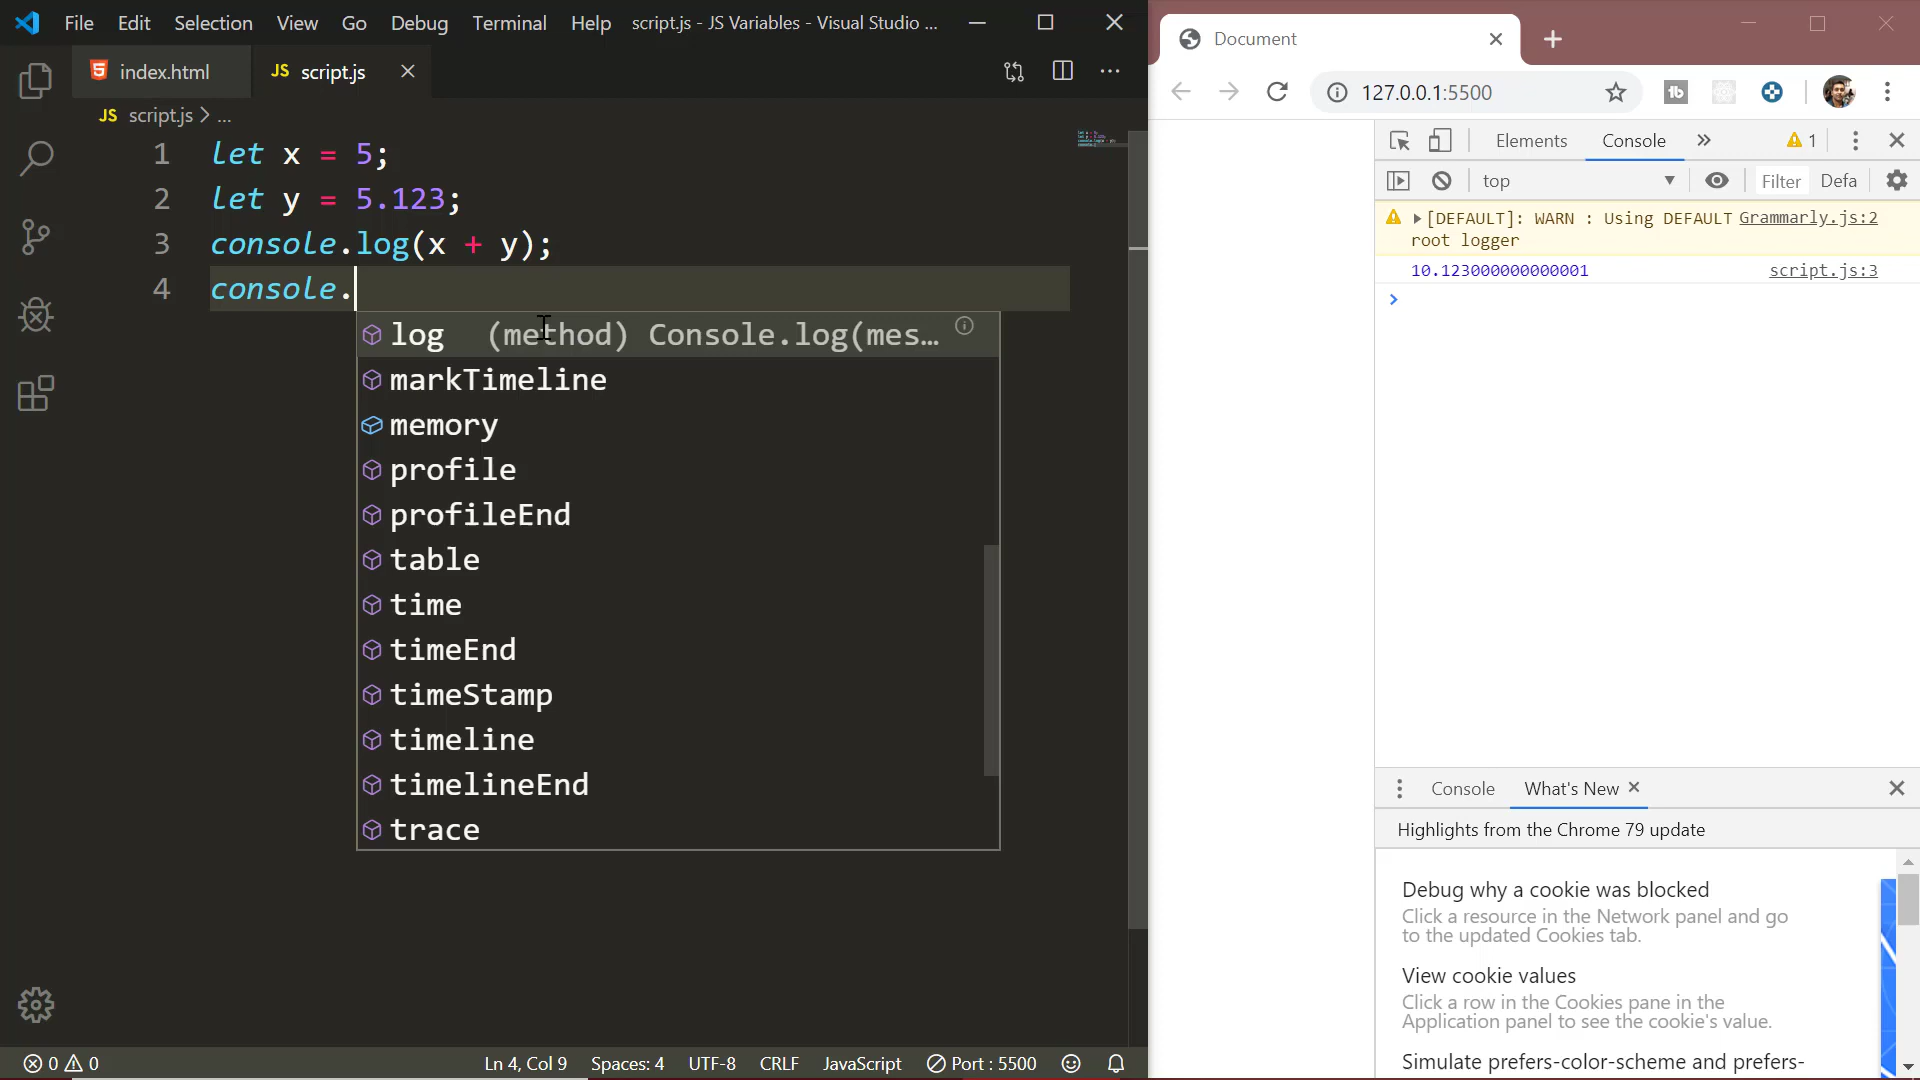 File Edit Selection View Go Debug Terminal Help script.js - JS Variables - Visual Studio ...
index.html JS script.js
JS script.js > ...
1 let x = 5;
2 let y = 5.123;
3 console.log(x + y);
4 console.
log (method) Console.log(mes...
markTimeline
memory
profile
profileEnd
table
time
timeEnd
timeStamp
timeline
timelineEnd
trace
0 0 Ln 4, Col 9 Spaces: 4 UTF-8 CRLF JavaScript Port : 5500
Document
127.0.0.1:5500
Elements Console 1
top Filter Defa
[DEFAULT]: WARN : Using DEFAULT Grammarly.js:2
root logger
10.123000000000001 script.js:3
Console What's New
Highlights from the Chrome 79 update
Debug why a cookie was blocked
Click a resource in the Network panel and go
to the updated Cookies tab.
View cookie values
Click a row in the Cookies pane in the
Application panel to see the cookie's value.
Simulate prefers-color-scheme and prefers-